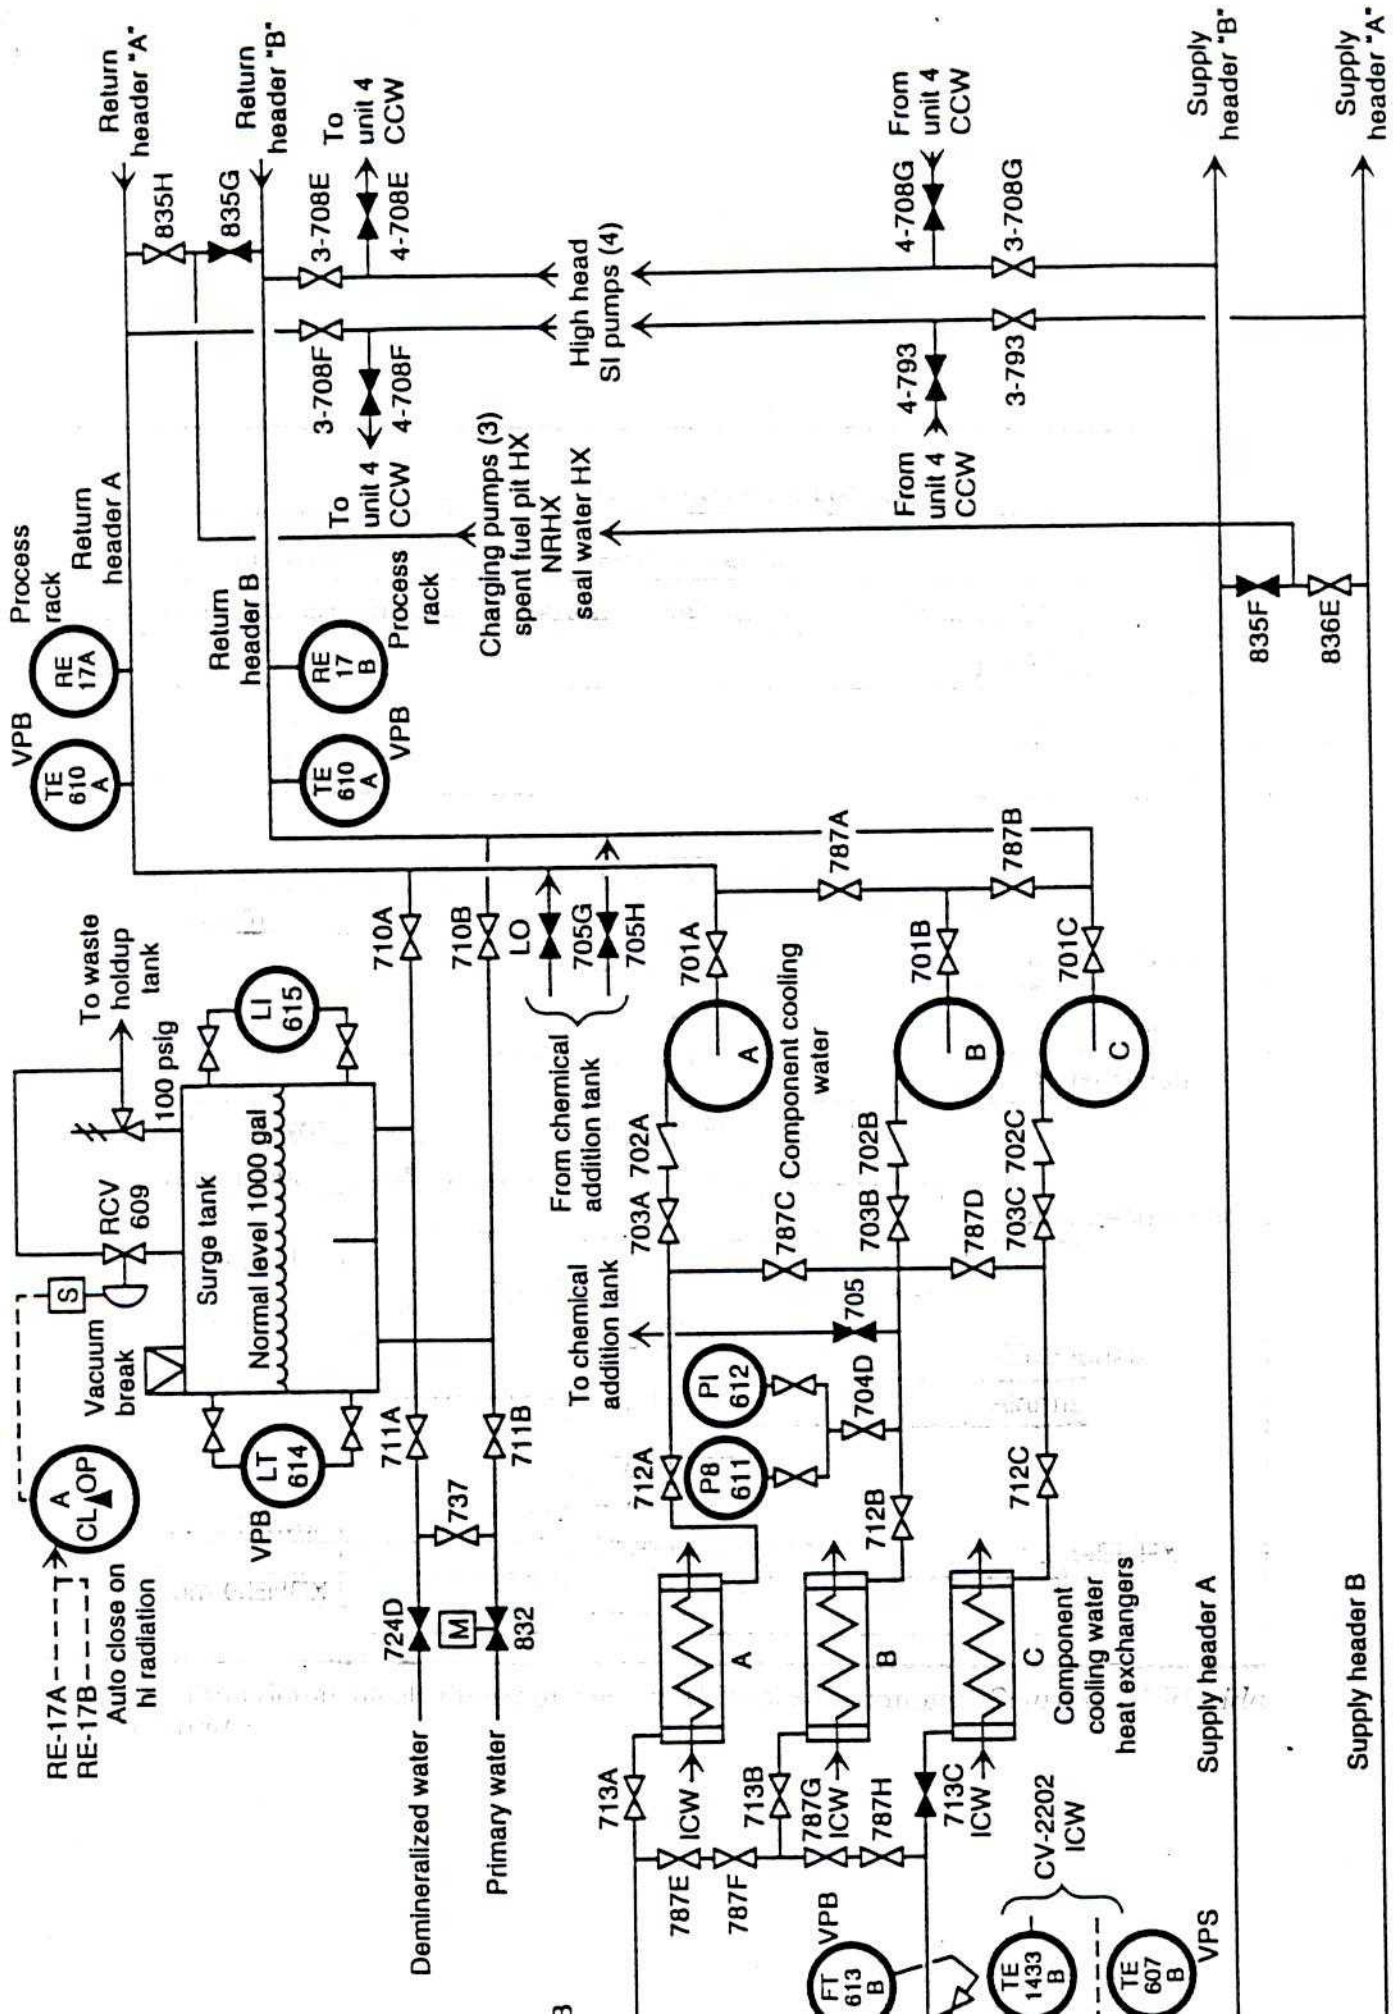 Return
header "A"
Return
header "B"
835H
835G
3-708E
To
unit 4
CCW
4-708E
3-708F
4-708F
To
unit 4
CCW
High head
SI pumps (4)
From
unit 4
CCW
4-708G
3-708G
4-793
3-793
From
unit 4
CCW
Supply
header "B"
Supply
header "A"
Process
rack
Return
header A
RE
17A
Return
header B
RE
17
B
Process
rack
VPB
TE
610
A
TE
610
A
VPB
Charging pumps (3)
spent fuel pit HX
NRHX
seal water HX
835F
836E
To waste
holdup
tank
100 psig
LI
615
RCV
609
S
Surge tank
Normal level 1000 gal
Vacuum
break
LT
614
VPB
A
CL OP
RE-17A
RE-17B
Auto close on
hi radiation
710A
710B
LO
705G
705H
From chemical
addition tank
711A
711B
737
724D
M
832
Demineralized water
Primary water
787A
787B
701A
701B
701C
A
B
C
Component cooling
water
702A
702B
702C
703A
703B
703C
787C
787D
To chemical
addition tank
705
PI
612
P8
611
704D
712A
712B
712C
A
B
C
Component
cooling water
heat exchangers
713A
713B
713C
ICW
ICW
ICW
787E
787F
787G
787H
VPB
FT
613
B
CV-2202
ICW
TE
1433
B
TE
607
B
VPS
Supply header A
Supply header B
B